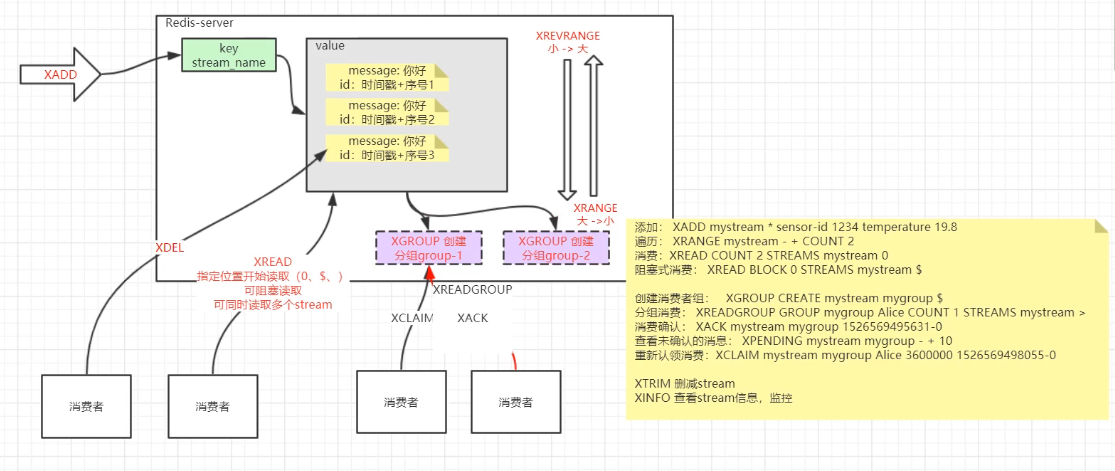 Redis-server
XADD
key
stream_name
value
message: 你好
id：时间戳+序号1
message: 你好
id：时间戳+序号2
message: 你好
id：时间戳+序号3
XREVRANGE
小 -> 大
XRANGE
大 ->小
XDEL
XREAD
指定位置开始读取（0、$、）
可阻塞读取
可同时读取多个stream
XGROUP 创建
分组group-1
XGROUP 创建
分组group-2
XREADGROUP
XCLAIM
XACK
消费者
消费者
消费者
消费者
添加： XADD mystream * sensor-id 1234 temperature 19.8
遍历： XRANGE mystream - + COUNT 2
消费：XREAD COUNT 2 STREAMS mystream 0
阻塞式消费： XREAD BLOCK 0 STREAMS mystream $
创建消费者组： XGROUP CREATE mystream mygroup $
分组消费： XREADGROUP GROUP mygroup Alice COUNT 1 STREAMS mystream >
消费确认： XACK mystream mygroup 1526569495631-0
查看未确认的消息： XPENDING mystream mygroup - + 10
重新认领消费：XCLAIM mystream mygroup Alice 3600000 1526569498055-0
XTRIM 删减stream
XINFO 查看stream信息，监控